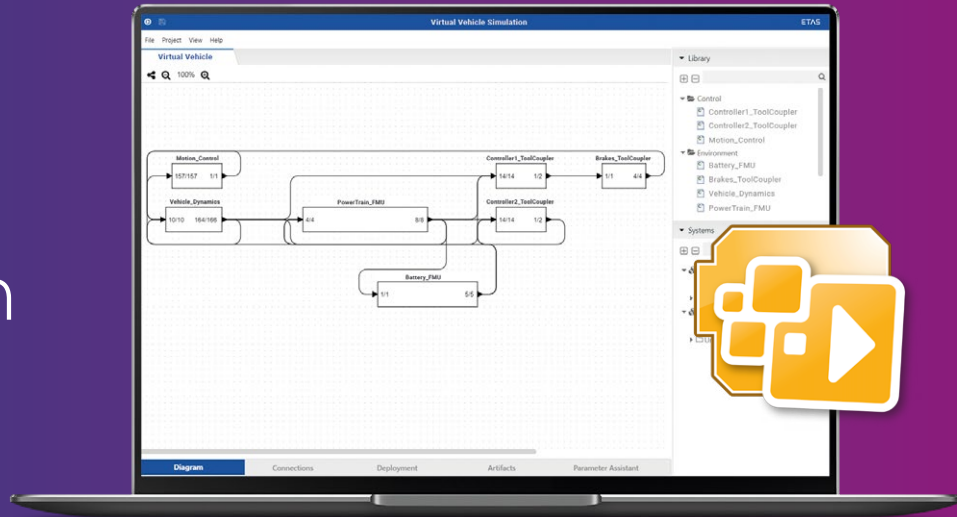 Virtual Vehicle Simulation
ETAS
File Project View Help
Virtual Vehicle
100%
Motion_Control
157/157 1/1
Vehicle_Dynamics
10/10 164/166
PowerTrain_FMU
4/4 8/8
Controller1_ToolCoupler
14/14 1/2
Brakes_ToolCoupler
1/1 4/4
Controller2_ToolCoupler
14/14 1/2
Battery_FMU
1/1 5/5
Library
Control
Controller1_ToolCoupler
Controller2_ToolCoupler
Motion_Control
Environment
Battery_FMU
Brakes_ToolCoupler
Vehicle_Dynamics
PowerTrain_FMU
Systems
n
Diagram Connections Deployment Artifacts Parameter Assistant